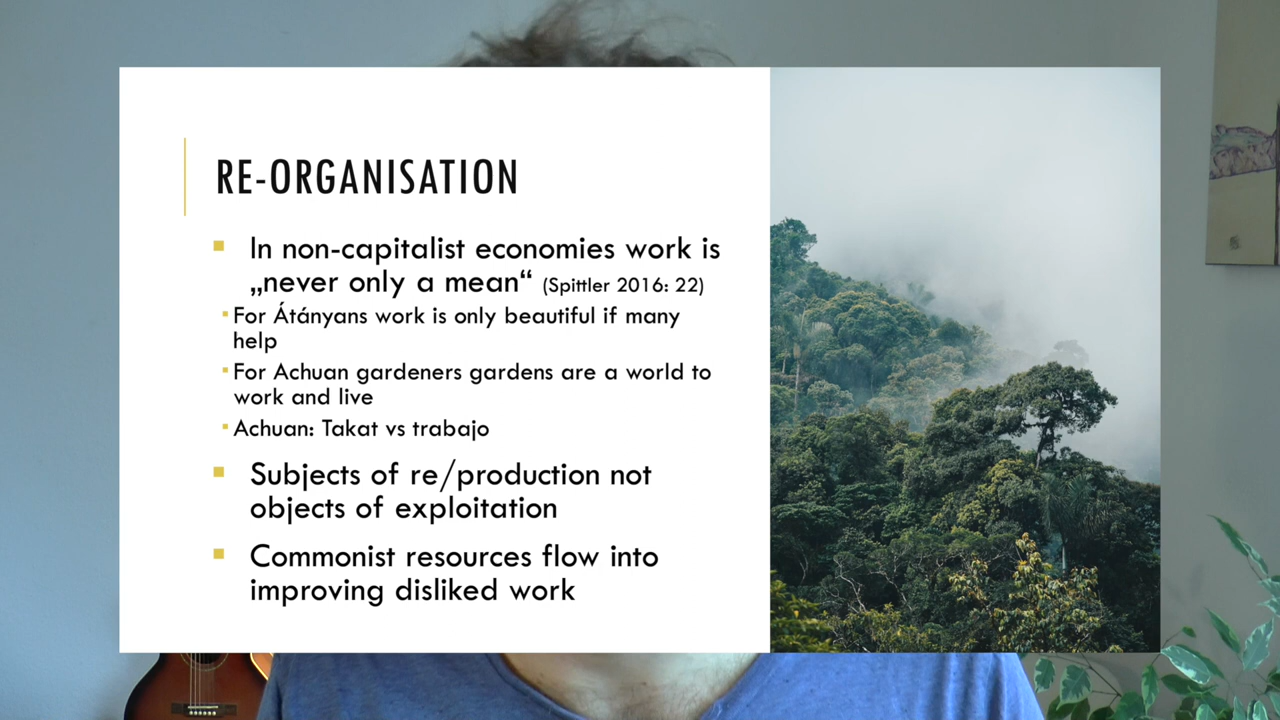 RE-ORGANISATION
In non-capitalist economies work is
„never only a mean“ (Spittler 2016: 22)
For Átányans work is only beautiful if many
help
For Achuan gardeners gardens are a world to
work and live
Achuan: Takat vs trabajo
Subjects of re/production not
objects of exploitation
Commonist resources flow into
improving disliked work